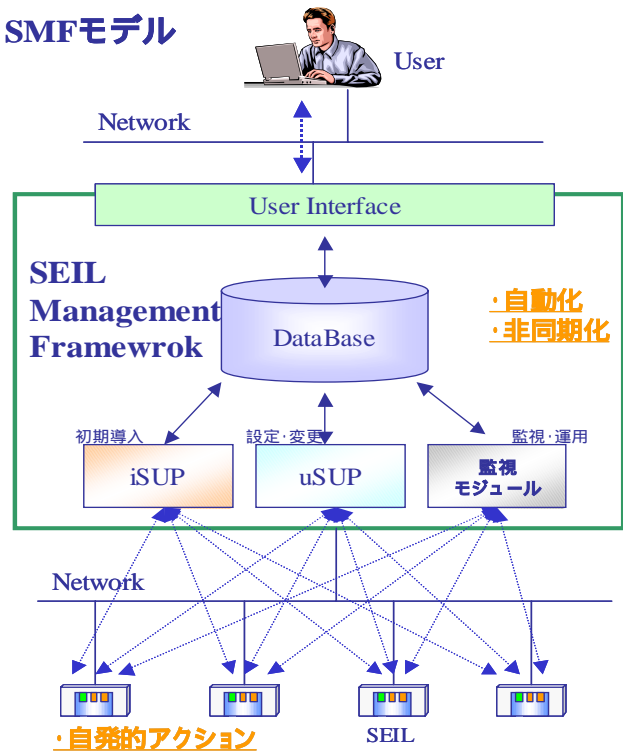 SMFモデル
User
Network
User Interface
SEIL
Management
Framewrok
・自動化
・非同期化
DataBase
初期導入
設定・変更
監視・運用
iSUP
uSUP
監視
モジュール
Network
・自発的アクション
SEIL